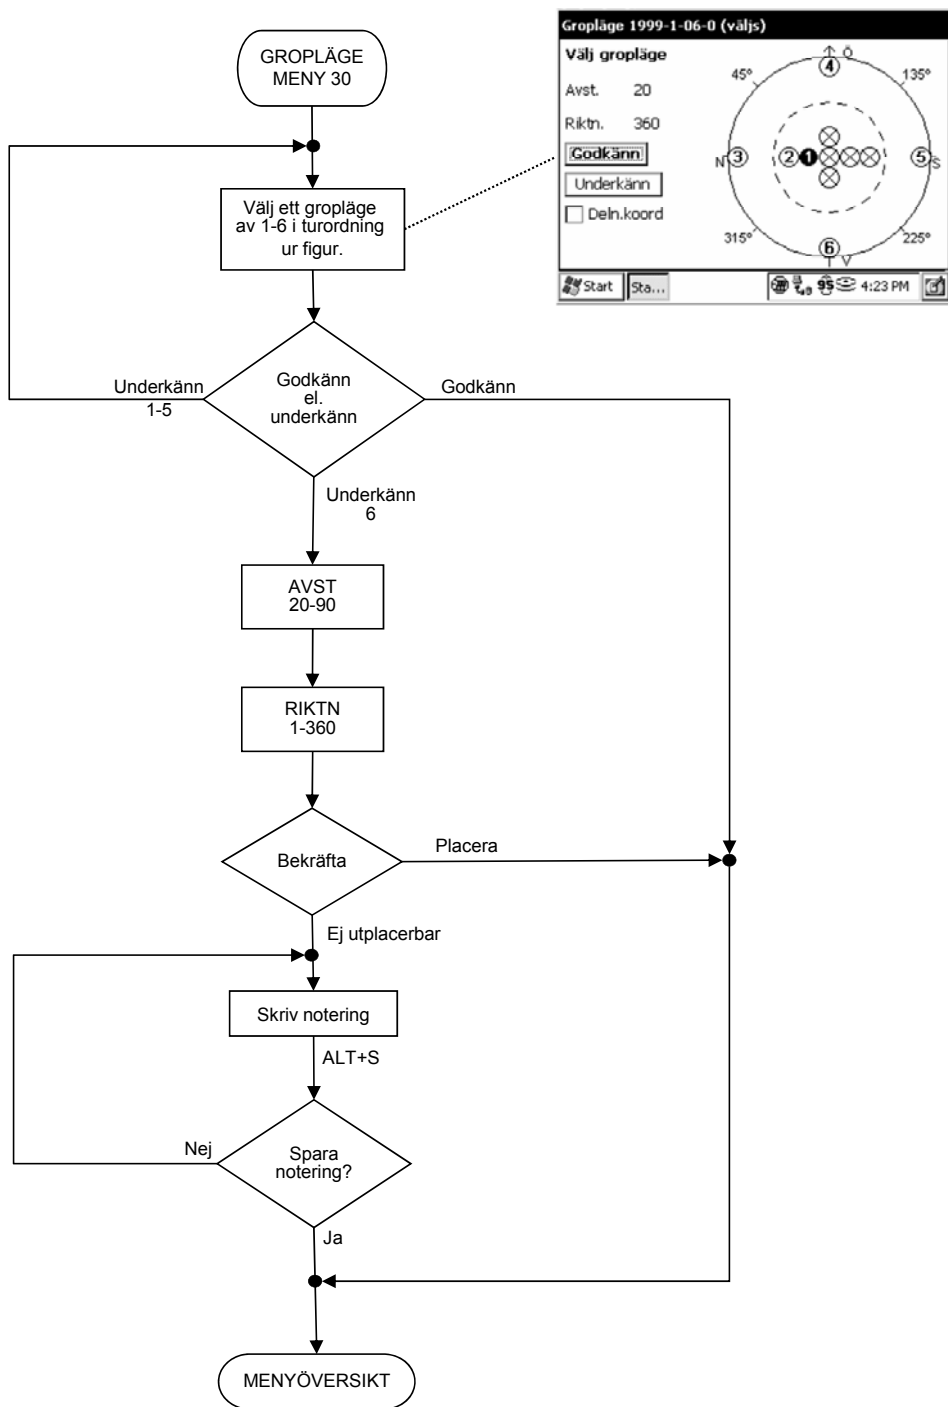 GROPLÄGE
MENY 30
Välj ett gropläge
av 1-6 i turordning
ur figur.
Gropläge 1999-1-06-0 (väljs)
Välj gropläge
Avst. 20
Riktn. 360
Godkänn
Underkänn
Deln.koord
Ö
4
45°
135°
N
3
2
1
5
S
315°
225°
6
V
Start
Sta...
95
4:23 PM
Underkänn
1-5
Godkänn
el.
underkänn
Godkänn
Underkänn
6
AVST
20-90
RIKTN
1-360
Bekräfta
Placera
Ej utplacerbar
Skriv notering
ALT+S
Nej
Spara
notering?
Ja
MENYÖVERSIKT